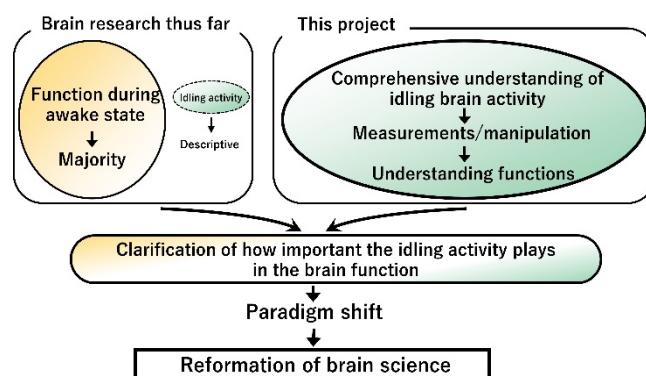 Brain research thus far
Function during
awake state
Majority
Idling activity
Descriptive
This project
Comprehensive understanding of
idling brain activity
Measurements/manipulation
Understanding functions
Clarification of how important the idling activity plays
in the brain function
Paradigm shift
Reformation of brain science